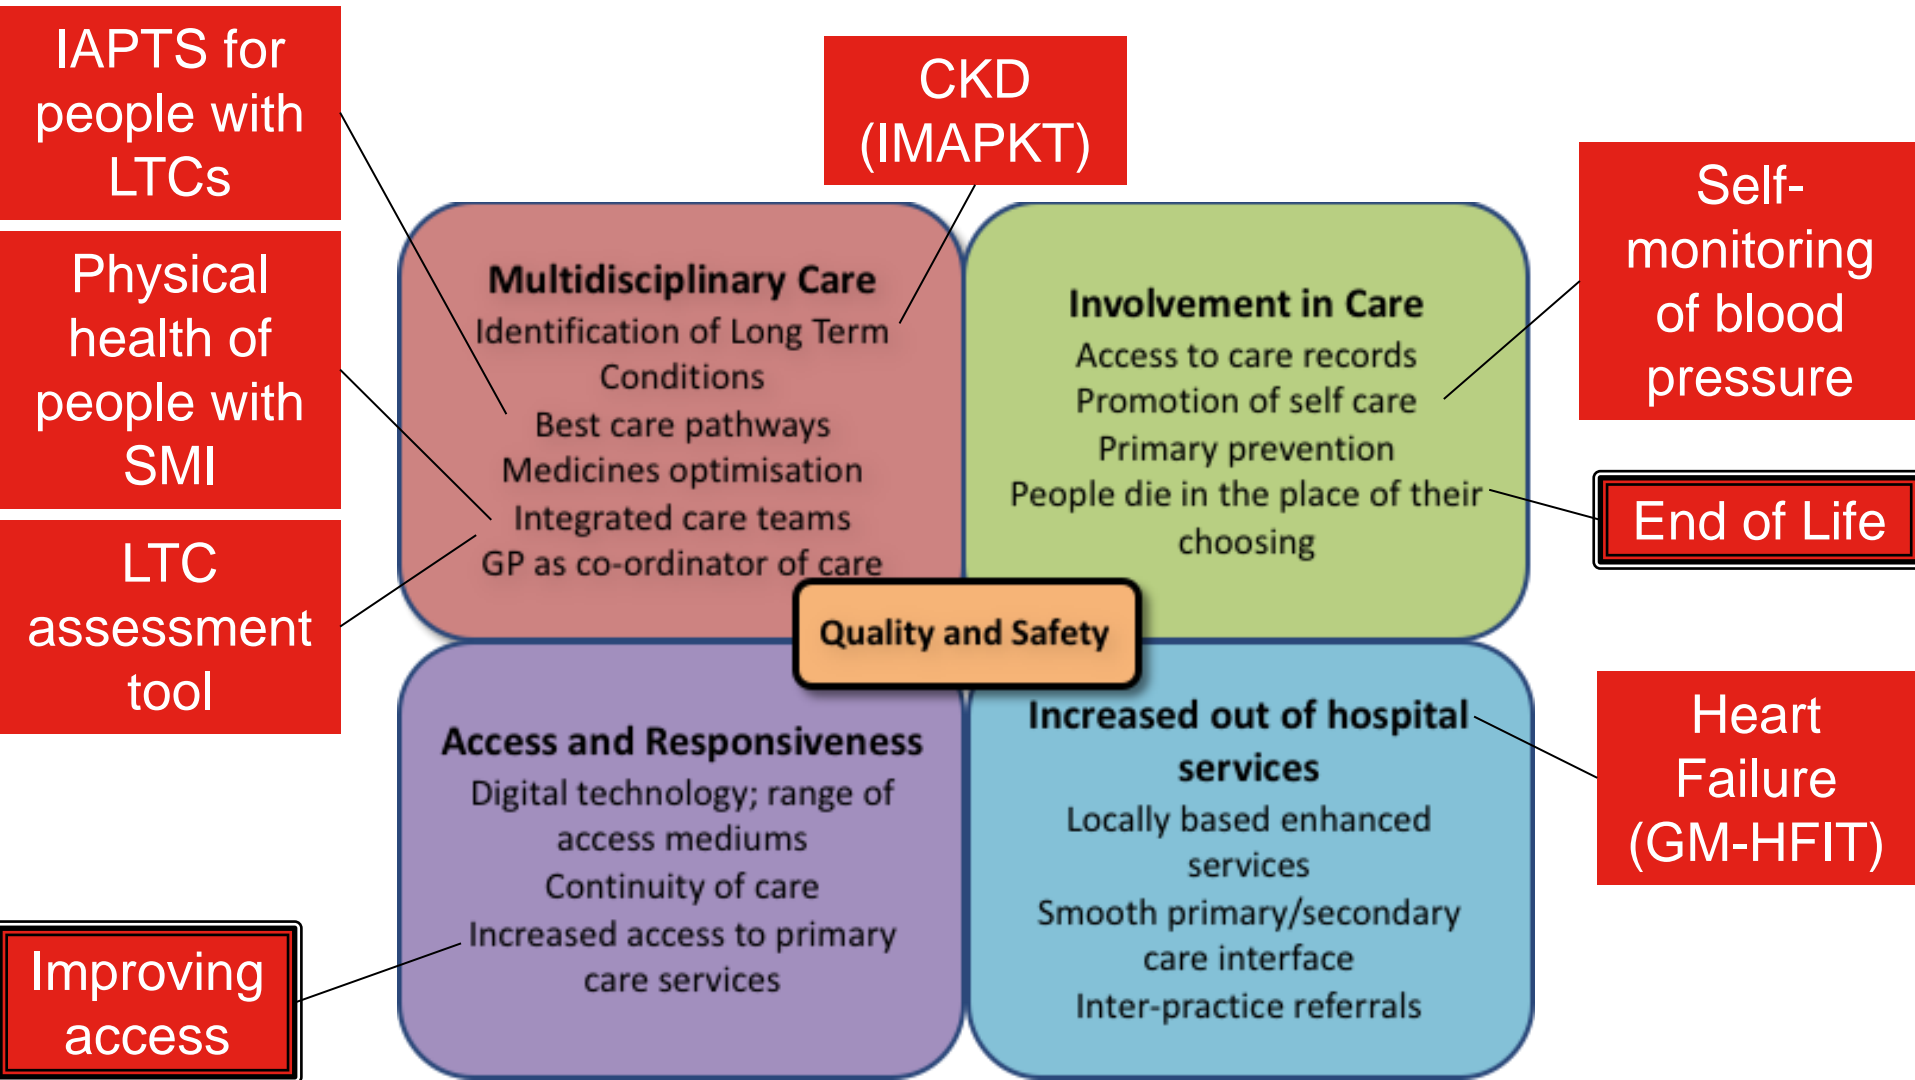 IAPTS for
people with
LTCs
Physical
health of
people with
SMI
LTC
assessment
tool
Improving
access
CKD
(IMAPKT)
Multidisciplinary Care
Identification of Long Term
Conditions
Best care pathways
Medicines optimisation
Integrated care teams
GP as co-ordinator of care
Involvement in Care
Access to care records
Promotion of self care
Primary prevention
People die in the place of their
choosing
Quality and Safety
Access and Responsiveness
Digital technology; range of
access mediums
Continuity of care
Increased access to primary
care services
Increased out of hospital
services
Locally based enhanced
services
Smooth primary/secondary
care interface
Inter-practice referrals
Self-
monitoring
of blood
pressure
End of Life
Heart
Failure
(GM-HFIT)